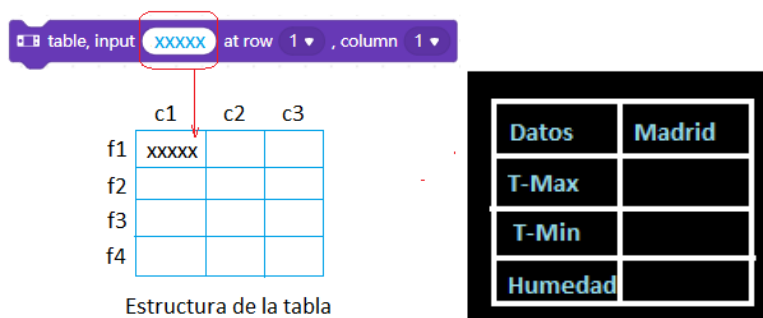 table, input xxxxx at row 1 , column 1
c1 c2 c3
f1 xxxxx
f2
f3
f4
Estructura de la tabla
Datos Madrid
T-Max
T-Min
Humedad